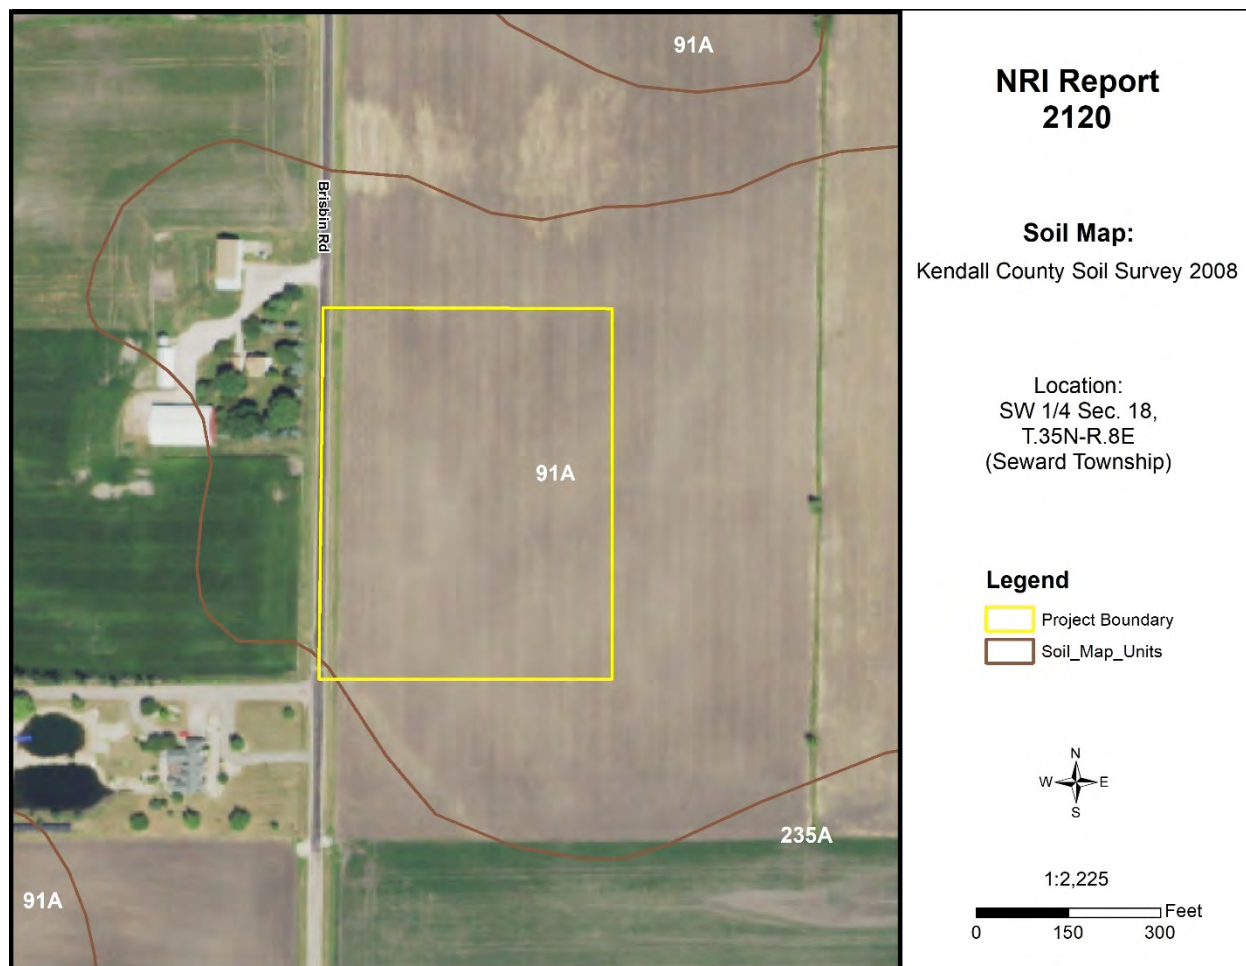 91A
Brisbin Rd
91A
235A
91A
NRI Report
2120
Soil Map:
Kendall County Soil Survey 2008
Location:
SW 1/4 Sec. 18,
T.35N-R.8E
(Seward Township)
Legend
Project Boundary
Soil_Map_Units
N
W E
S
1:2,225
Feet
0 150 300